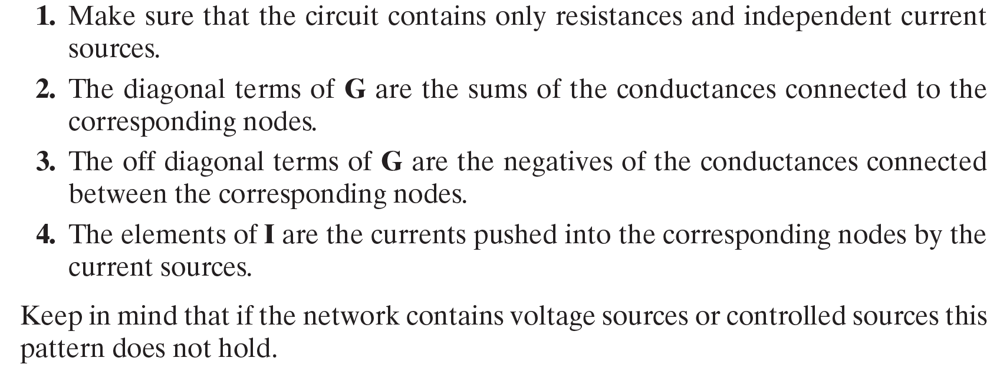 1. Make sure that the circuit contains only resistances and independent current
sources.
2. The diagonal terms of G are the sums of the conductances connected to the
corresponding nodes.
3. The off diagonal terms of G are the negatives of the conductances connected
between the corresponding nodes.
4. The elements of I are the currents pushed into the corresponding nodes by the
current sources.
Keep in mind that if the network contains voltage sources or controlled sources this
pattern does not hold.